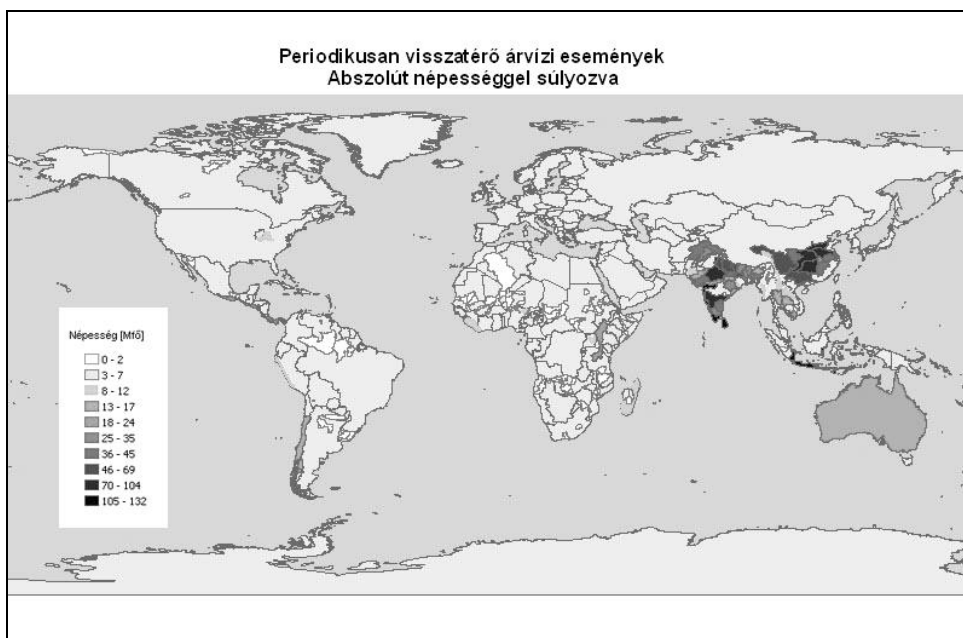 Periodikusan visszatérő árvízi események
Abszolút népességgel súlyozva
Népesség [Mfő]
0 - 2
3 - 7
8 - 12
13 - 17
18 - 24
25 - 35
36 - 45
46 - 69
70 - 104
105 - 132